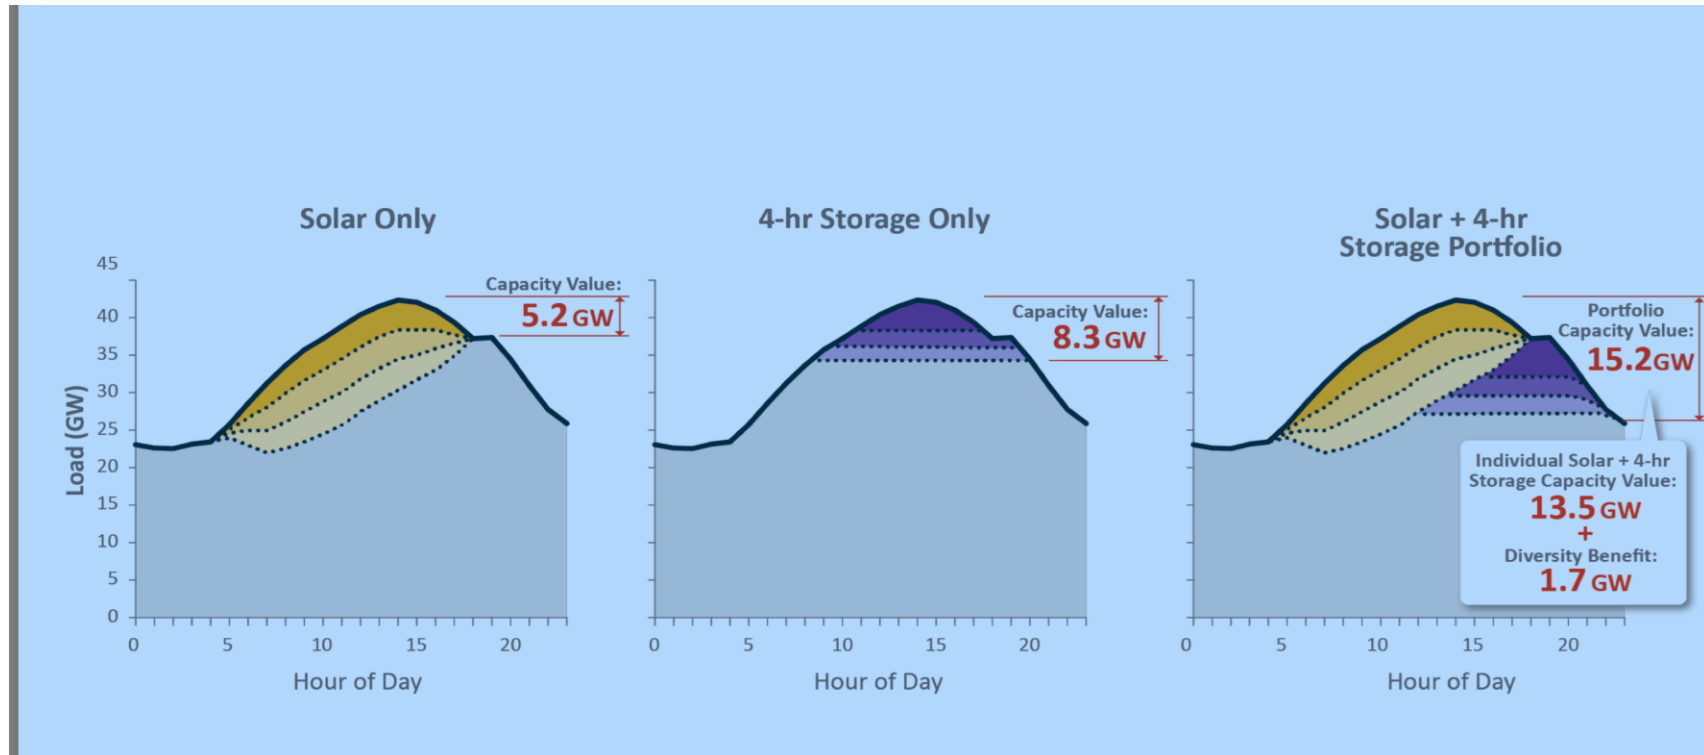 Solar Only
45
40
35
30
25
20
15
10
5
0
Load (GW)
Capacity Value:
5.2 GW
0 5 10 15 20
Hour of Day
4-hr Storage Only
Capacity Value:
8.3 GW
0 5 10 15 20
Hour of Day
Solar + 4-hr
Storage Portfolio
Portfolio
Capacity Value:
15.2GW
Individual Solar + 4-hr
Storage Capacity Value:
13.5 GW
+
Diversity Benefit:
1.7 GW
0 5 10 15 20
Hour of Day